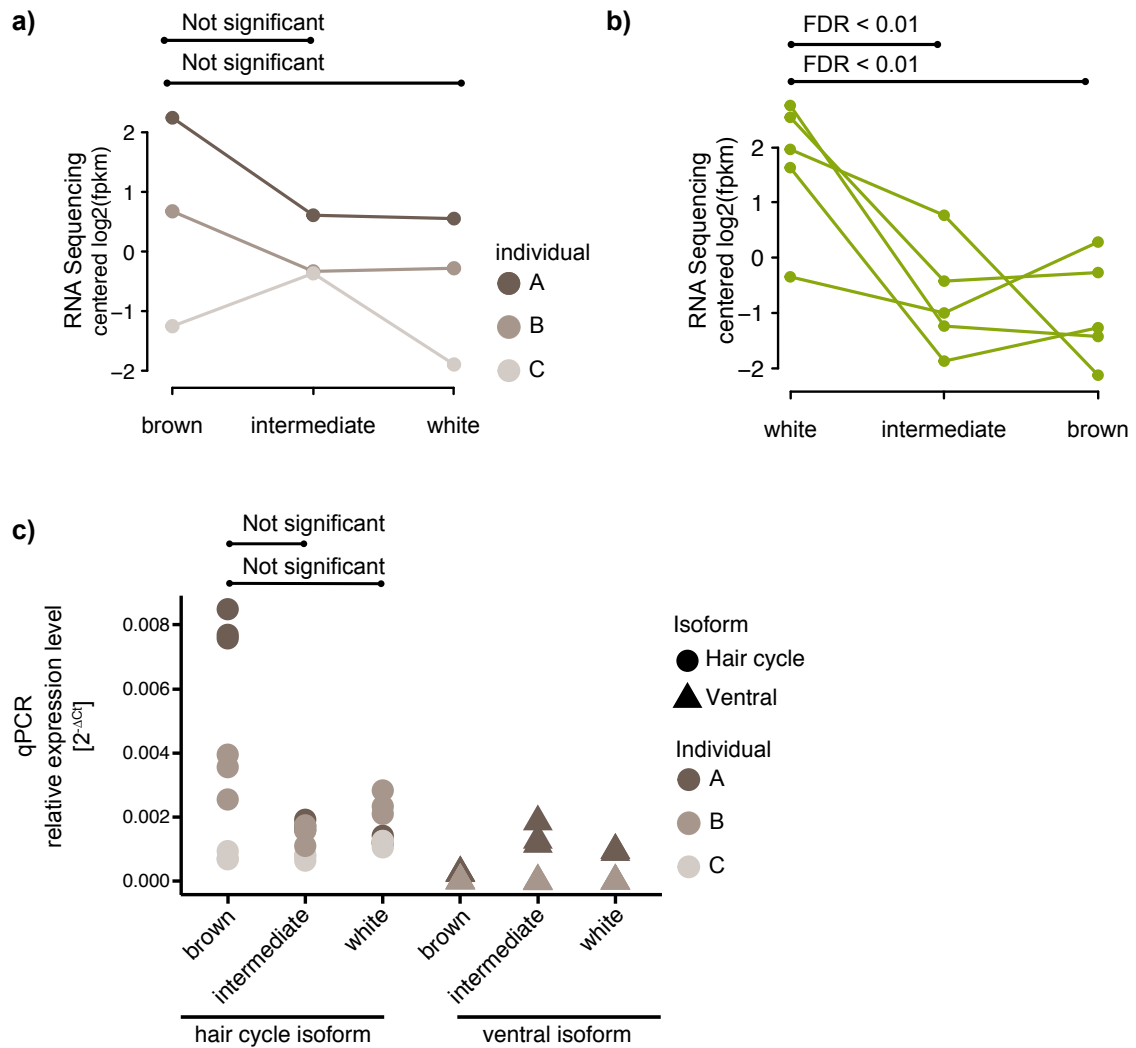 a)
Not significant
Not significant
RNA Sequencing
centered log2(fpkm)
2
1
0
−1
−2
brown intermediate white
individual
A
B
C
b)
FDR < 0.01
FDR < 0.01
RNA Sequencing
centered log2(fpkm)
2
1
0
−1
−2
white intermediate brown
c)
Not significant
Not significant
qPCR
relative expression level
[2-ΔCt]
0.008
0.006
0.004
0.002
0.000
brown intermediate white brown intermediate white
hair cycle isoform ventral isoform
Isoform
Hair cycle
Ventral
Individual
A
B
C